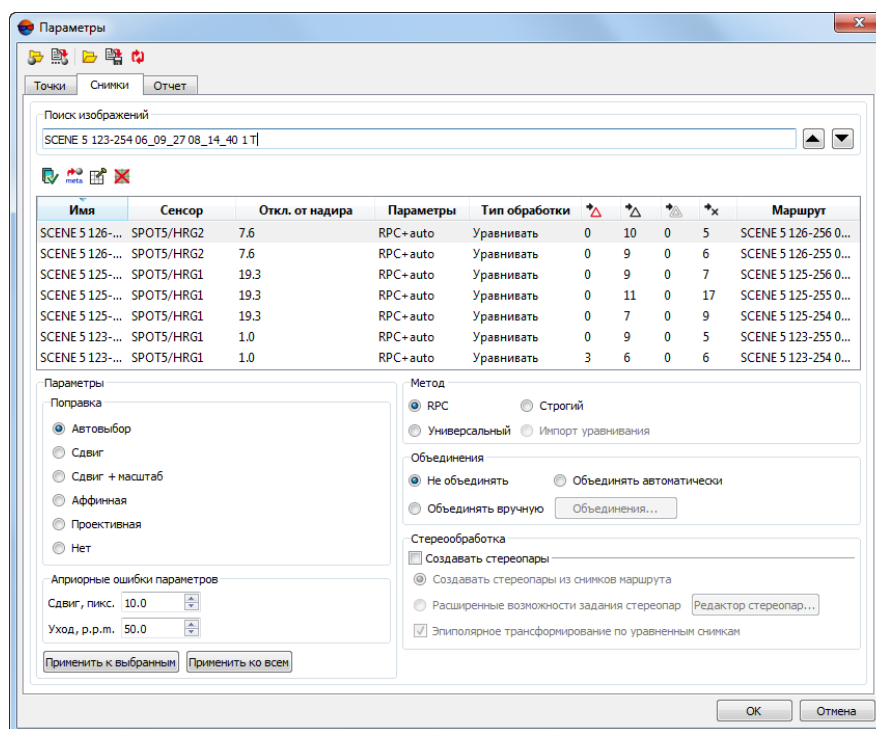 Параметры
Точки Снимки Отчет
Поиск изображений
SCENE 5 123-254 06_09_27 08_14_40 1 T
meta
Имя Сенсор Откл. от надира Параметры Тип обработки Маршрут
SCENE 5 126-... SPOT5/HRG2 7.6 RPC+auto Уравнивать 0 10 0 5 SCENE 5 126-256 0...
SCENE 5 126-... SPOT5/HRG2 7.6 RPC+auto Уравнивать 0 9 0 6 SCENE 5 126-255 0...
SCENE 5 125-... SPOT5/HRG1 19.3 RPC+auto Уравнивать 0 9 0 7 SCENE 5 125-256 0...
SCENE 5 125-... SPOT5/HRG1 19.3 RPC+auto Уравнивать 0 11 0 17 SCENE 5 125-255 0...
SCENE 5 125-... SPOT5/HRG1 19.3 RPC+auto Уравнивать 0 7 0 9 SCENE 5 125-254 0...
SCENE 5 123-... SPOT5/HRG1 1.0 RPC+auto Уравнивать 0 9 0 5 SCENE 5 123-255 0...
SCENE 5 123-... SPOT5/HRG1 1.0 RPC+auto Уравнивать 3 6 0 6 SCENE 5 123-254 0...
Параметры
Поправка
Автовыбор
Сдвиг
Сдвиг + масштаб
Аффинная
Проективная
Нет
Априорные ошибки параметров
Сдвиг, пикс. 10.0
Уход, p.p.m. 50.0
Применить к выбранным Применить ко всем
Метод
RPC Строгий
Универсальный Импорт уравнивания
Объединения
Не объединять Объединять автоматически
Объединять вручную Объединения...
Стереообработка
Создавать стереопары
Создавать стереопары из снимков маршрута
Расширенные возможности задания стереопар Редактор стереопар...
Эпиполярное трансформирование по уравненным снимкам
OK Отмена